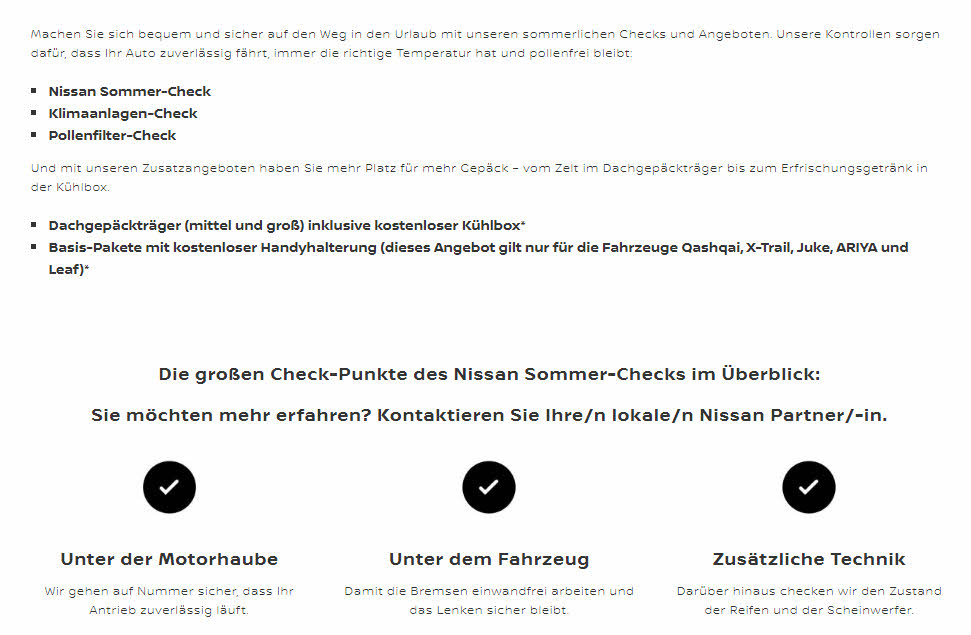 Machen Sie sich bequem und sicher auf den Weg in den Urlaub mit unseren sommerlichen Checks und Angeboten. Unsere Kontrollen sorgen
dafür, dass Ihr Auto zuverlässig fährt, immer die richtige Temperatur hat und pollenfrei bleibt:
Nissan Sommer-Check
Klimaanlagen-Check
Pollenfilter-Check
Und mit unseren Zusatzangeboten haben Sie mehr Platz für mehr Gepäck – vom Zelt im Dachgepäckträger bis zum Erfrischungsgetränk in
der Kühlbox.
Dachgepäckträger (mittel und groß) inklusive kostenloser Kühlbox*
Basis-Pakete mit kostenloser Handyhalterung (dieses Angebot gilt nur für die Fahrzeuge Qashqai, X-Trail, Juke, ARIYA und
Leaf)*
Die großen Check-Punkte des Nissan Sommer-Checks im Überblick:
Sie möchten mehr erfahren? Kontaktieren Sie Ihre/n lokale/n Nissan Partner/-in.
Unter der Motorhaube
Wir gehen auf Nummer sicher, dass Ihr
Antrieb zuverlässig läuft.
Unter dem Fahrzeug
Damit die Bremsen einwandfrei arbeiten und
das Lenken sicher bleibt.
Zusätzliche Technik
Darüber hinaus checken wir den Zustand
der Reifen und der Scheinwerfer.